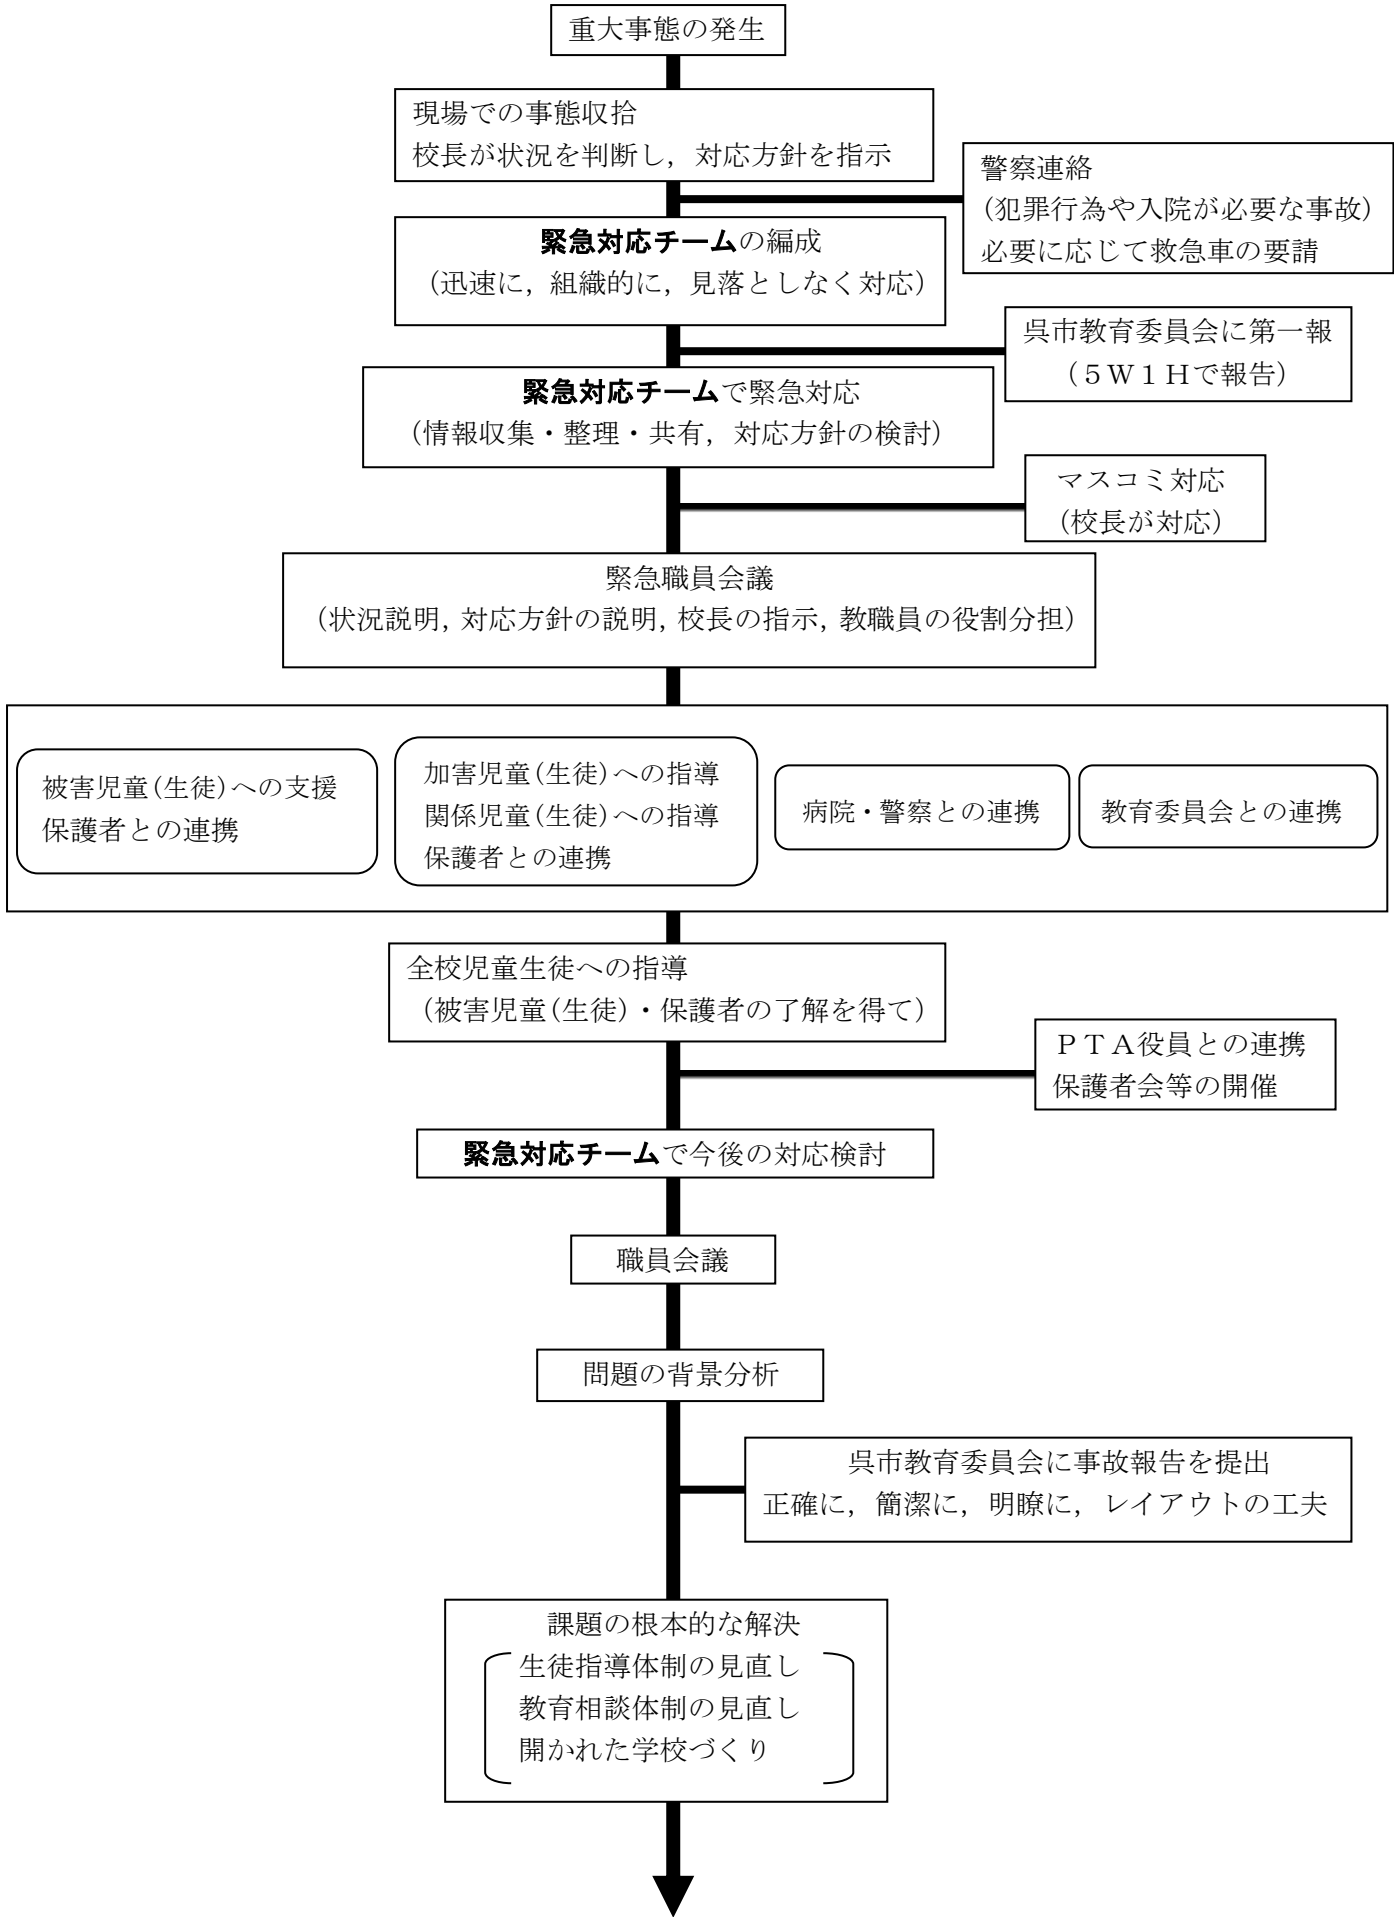 重大事態の発生
現場での事態収拾
校長が状況を判断し，対応方針を指示
警察連絡
(犯罪行為や入院が必要な事故)
必要に応じて救急車の要請
緊急対応チームの編成
(迅速に，組織的に，見落としなく対応)
呉市教育委員会に第一報
(５Ｗ１Ｈで報告)
緊急対応チームで緊急対応
(情報収集・整理・共有，対応方針の検討)
マスコミ対応
(校長が対応)
緊急職員会議
(状況説明,対応方針の説明,校長の指示,教職員の役割分担)
被害児童(生徒)への支援
保護者との連携
加害児童(生徒)への指導
関係児童(生徒)への指導
保護者との連携
病院・警察との連携
教育委員会との連携
全校児童生徒への指導
(被害児童(生徒)・保護者の了解を得て)
ＰＴＡ役員との連携
保護者会等の開催
緊急対応チームで今後の対応検討
職員会議
問題の背景分析
呉市教育委員会に事故報告を提出
正確に，簡潔に，明瞭に，レイアウトの工夫
課題の根本的な解決
生徒指導体制の見直し
教育相談体制の見直し
開かれた学校づくり